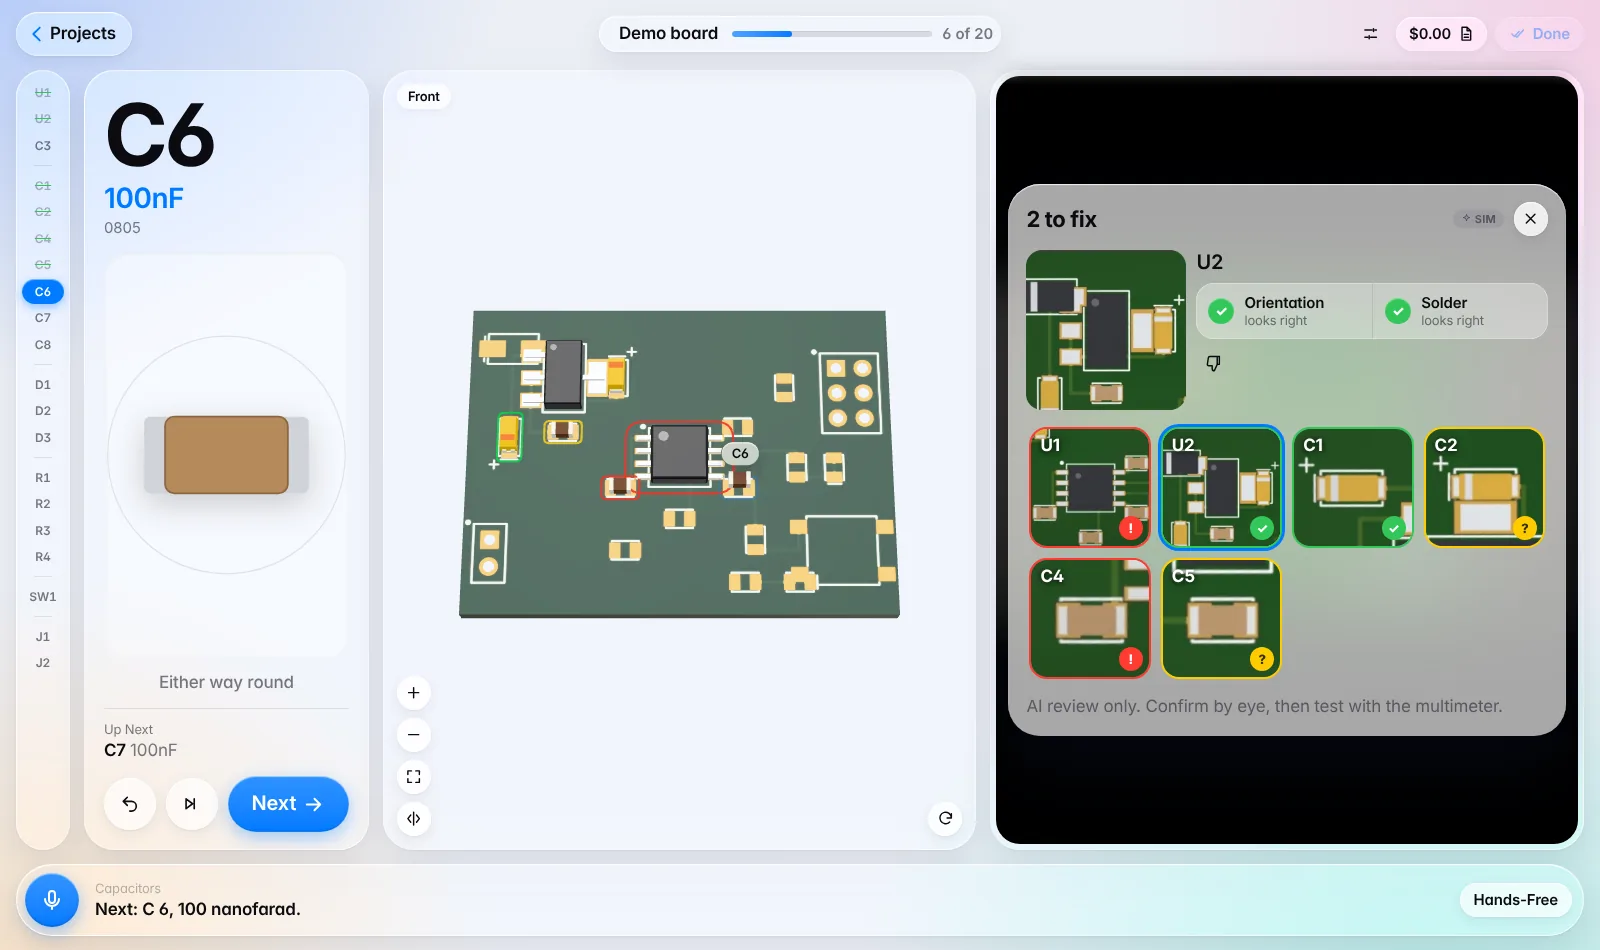 Projects
Demo board
6 of 20
$0.00
Done
U1
U2
C3
C1
C2
C4
C5
C6
C7
C8
D1
D2
D3
R1
R2
R3
R4
SW1
J1
J2
C6
100nF
0805
Either way round
Up Next
C7 100nF
Next
Front
C6
2 to fix
SIM
U2
Orientation
looks right
Solder
looks right
U1
U2
C1
C2
C4
C5
AI review only. Confirm by eye, then test with the multimeter.
Capacitors
Next: C 6, 100 nanofarad.
Hands-Free